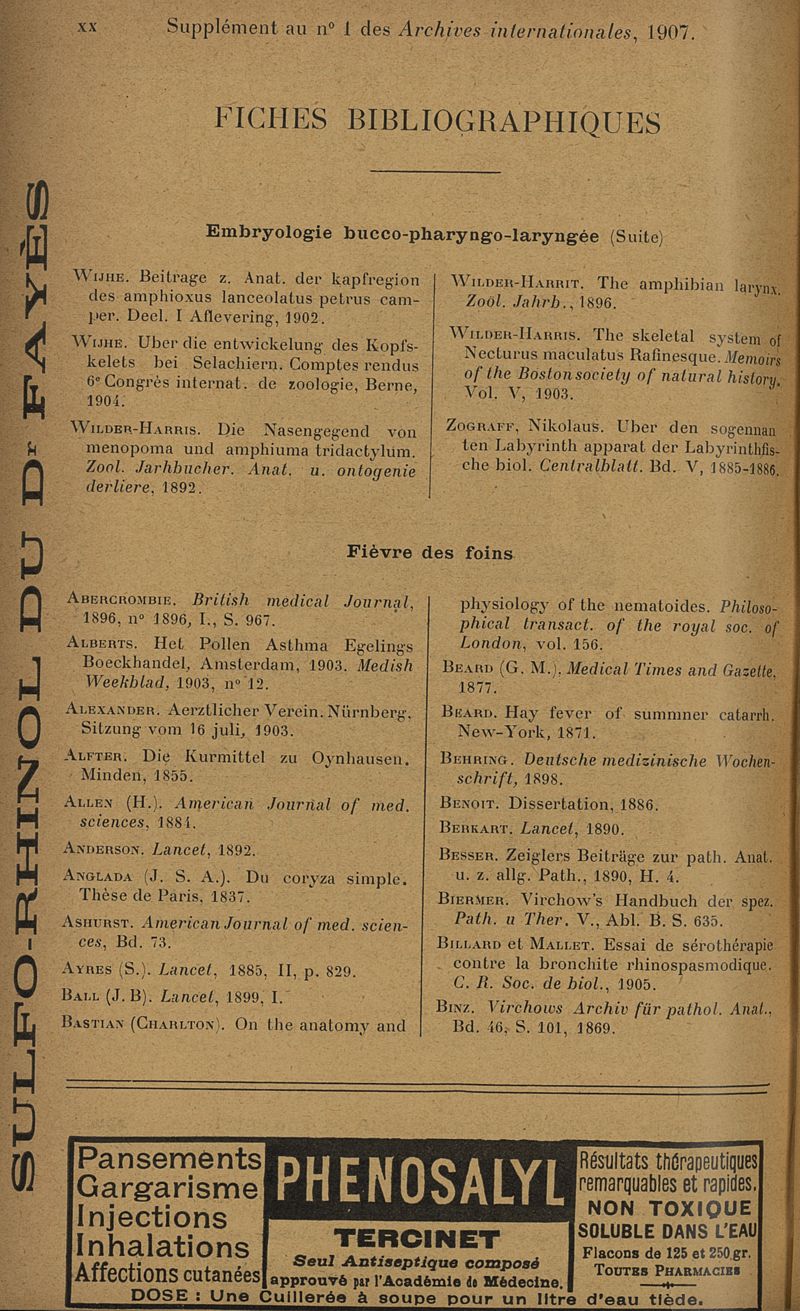 xx Supplément au n° 1 des Archives internationales, 1907.
FICHES BIBLIOGRAPHIQUES
SULFO-RHINOL DU Dr FAYES
Embryologie bucco-pharyngo-laryngée (Suite)
WIJHE. Beitrage z. Anat. der kapfregion
des amphioxus lanceolatus petrus cam-
per. Deel. I Aflevering, 1902.
WIJHE. Uber die entwickelung des Kopfs-
kelets bei Selachiern. Comptes rendus
6e Congrès internat. de zoologie, Berne,
1904.
WILDER-HARRIS. Die Nasengegend von
menopoma und amphiuma tridactylum.
Zool. Jarhbucher. Anat. u. ontogenie
derliere, 1892.
WILDER-HARRIT. The amphibian larynx.
Zoöl. Jahrb., 1896.
WILDER-HARRIS. The skeletal system of
Necturus maculatus Rafinesque. Memoirs
of the Boston society of natural history.
Vol. V, 1903.
ZOGRAFF, Nikolaus. Uber den sogennan
ten Labyrinth apparat der Labyrinthfis-
che biol. Centralblatt. Bd. V, 1885-1886.
Fièvre des foins
ABERCROMBIE. British medical Journal,
1896, n° 1896, I., S. 967.
ALBERTS. Het Pollen Asthma Egelings
Boeckhandel, Amsterdam, 1903. Medish
Weekblad, 1903, n° 12.
ALEXANDER. Aerztlicher Verein. Nürnberg.
Sitzung vom 16 juli, 1903.
ALFTER. Die Kurmittel zu Oynhausen.
Minden, 1855.
ALLEN (H.). American Journal of med.
sciences, 1884.
ANDERSON. Lancet, 1892.
ANGLADA (J. S. A.). Du coryza simple.
Thèse de Paris, 1837.
ASHURST. American Journal of med. scien-
ces, Bd. 73.
AYRES (S.). Lancet, 1885, II, p. 829.
BALL (J. B). Lancet, 1899, I.
BASTIAN (CHARLTON). On the anatomy and
physiology of the nematoides. Philoso-
phical transact. of the royal soc. of
London, vol. 156.
BEARD (G. M.). Medical Times and Gazette,
1877.
BEARD. Hay fever of summner catarrh.
New-York, 1871.
BEHRING. Deutsche medizinische Wochen-
schrift, 1898.
BENOIT. Dissertation, 1886.
BERKART. Lancet, 1890.
BESSER. Zeiglers Beiträge zur path. Anat.
u. z. allg. Path., 1890, H. 4.
BIERMER. Virchow's Handbuch der spez.
Path. u Ther. V., Abl. B. S. 635.
BILLARD et MALLET. Essai de sérothérapie
contre la bronchite rhinospasmodique.
C. R. Soc. de biol., 1905.
BINZ. Virchows Archiv für pathol. Anat.,
Bd. 46, S. 101, 1869.
Pansements
Gargarisme
Injections
Inhalations
Affections cutanées
PHENOSALYL
TERCINET
Seul Antiseptique composé
approuvé par l'Académie de Médecine.
Résultats thérapeutiques
remarquables et rapides.
NON TOXIQUE
SOLUBLE DANS L'EAU
Flacons de 125 et 250 gr.
TOUTES PHARMACIES
DOSE : Une Cuillerée à soupe pour un litre d'eau tiède.